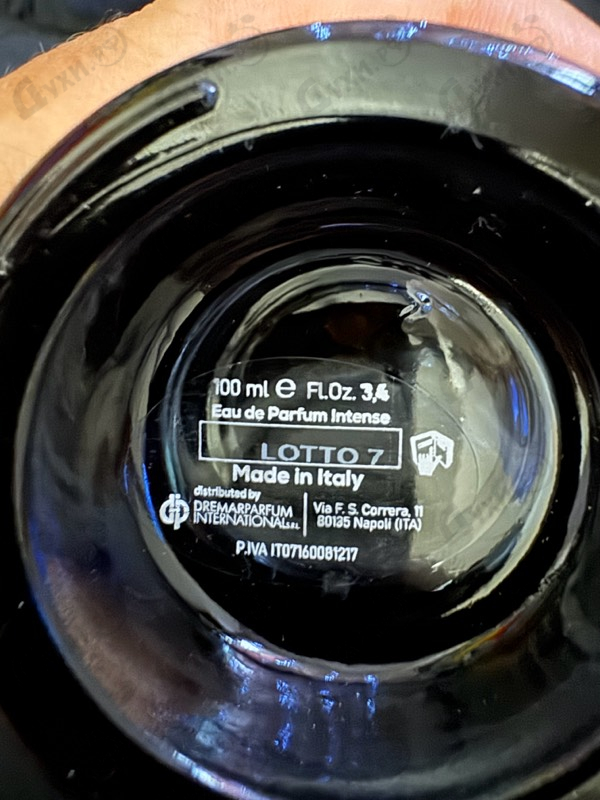 100 ml e Fl.Oz. 3,4
Eau de Parfum Intense
LOTTO 7
Made in Italy
distributed by
DREMARPARFUM
INTERNATIONAL S.R.L.
Via F. S. Correra, 11
80135 Napoli (ITA)
P.IVA IT07160081217